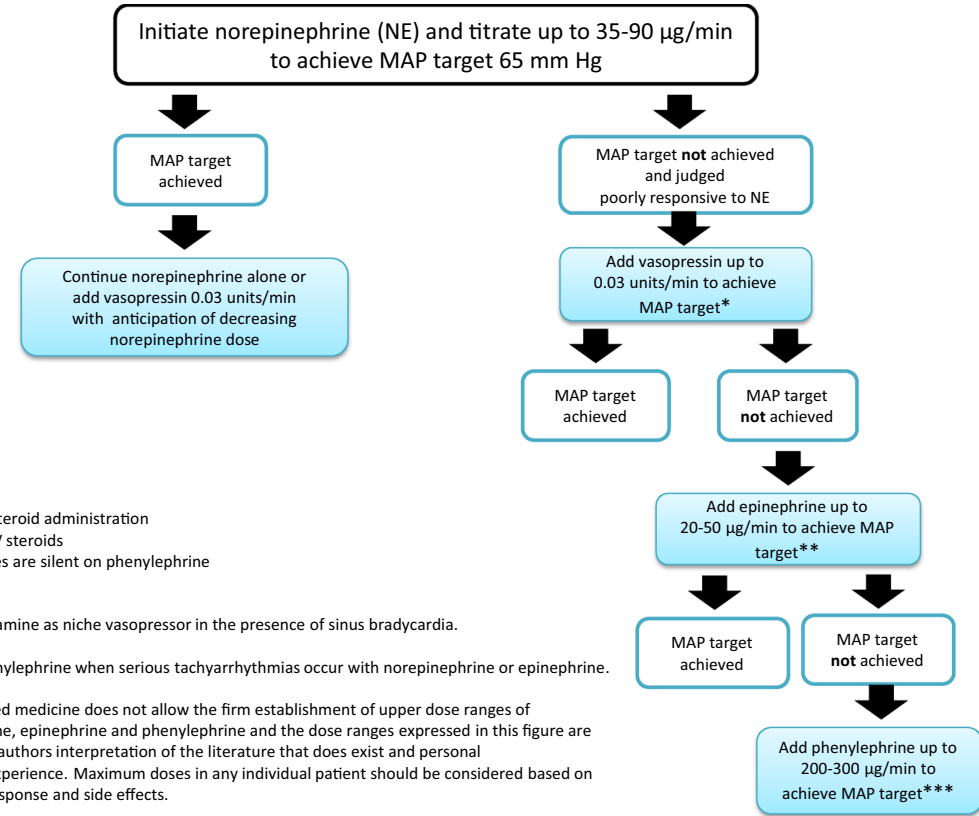 Initiate norepinephrine (NE) and titrate up to 35-90 µg/min
to achieve MAP target 65 mm Hg
MAP target
achieved
MAP target not achieved
and judged
poorly responsive to NE
Continue norepinephrine alone or
add vasopressin 0.03 units/min
with anticipation of decreasing
norepinephrine dose
Add vasopressin up to
0.03 units/min to achieve
MAP target*
MAP target
achieved
MAP target
not achieved
Add epinephrine up to
20-50 µg/min to achieve MAP
target**
MAP target
achieved
MAP target
not achieved
Add phenylephrine up to
200-300 µg/min to
achieve MAP target***
administration
steroids
are silent on phenylephrine
as niche vasopressor in the presence of sinus bradycardia.
when serious tachyarrhythmias occur with norepinephrine or epinephrine.
medicine does not allow the firm establishment of upper dose ranges of
epinephrine and phenylephrine and the dose ranges expressed in this figure are
authors interpretation of the literature that does exist and personal
Maximum doses in any individual patient should be considered based on
and side effects.